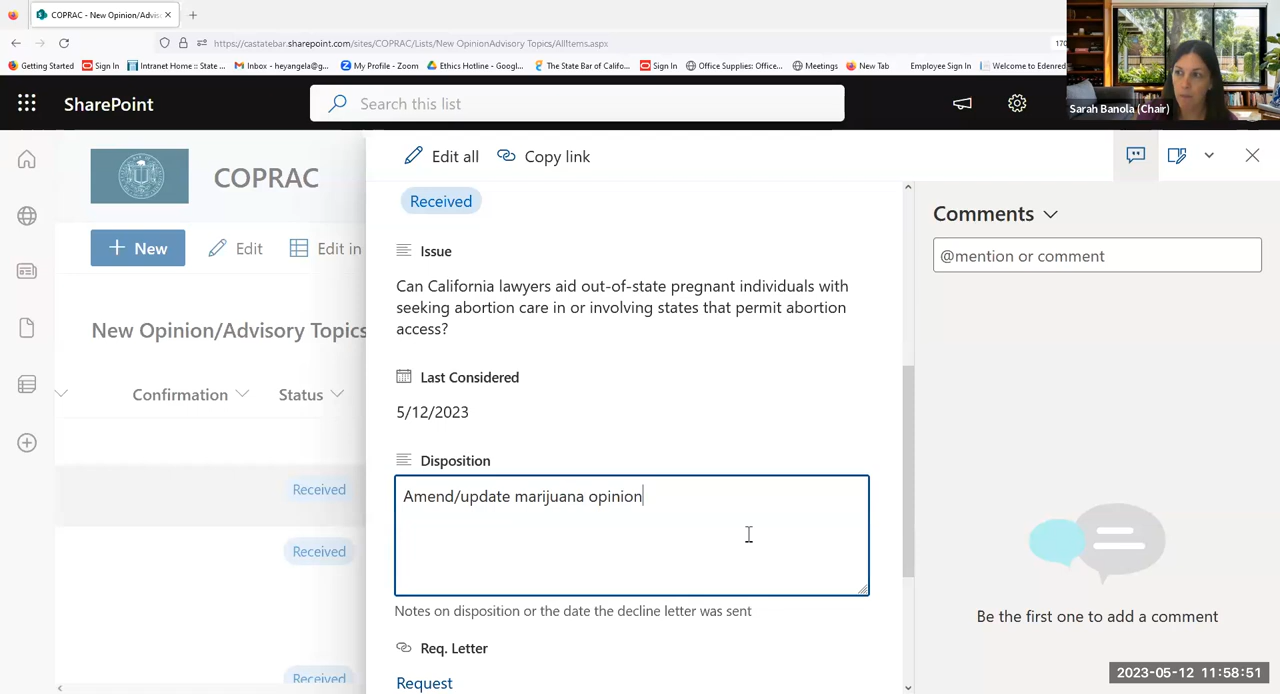 COPRAC - New Opinion/Advis
https://castatebar.sharepoint.com/sites/COPRAC/Lists/New OpinionAdvisory Topics/AllItems.aspx
170
Getting Started
Sign In
Intranet Home :: State ...
Inbox - heyangela@g...
My Profile - Zoom
Ethics Hotline - Googl...
The State Bar of Califo...
Sign In
Office Supplies: Office...
Meetings
New Tab
Employee Sign In
Welcome to Edenred
Sarah Banola (Chair)
SharePoint
Search this list
COPRAC
Edit all
Copy link
Received
Comments
@mention or comment
New
Edit
Edit in
Issue
Can California lawyers aid out-of-state pregnant individuals with
seeking abortion care in or involving states that permit abortion
access?
New Opinion/Advisory Topics
Last Considered
5/12/2023
Confirmation
Status
Disposition
Amend/update marijuana opinion
Received
Received
Received
Notes on disposition or the date the decline letter was sent
Req. Letter
Request
Be the first one to add a comment
2023-05-12 11:58:51